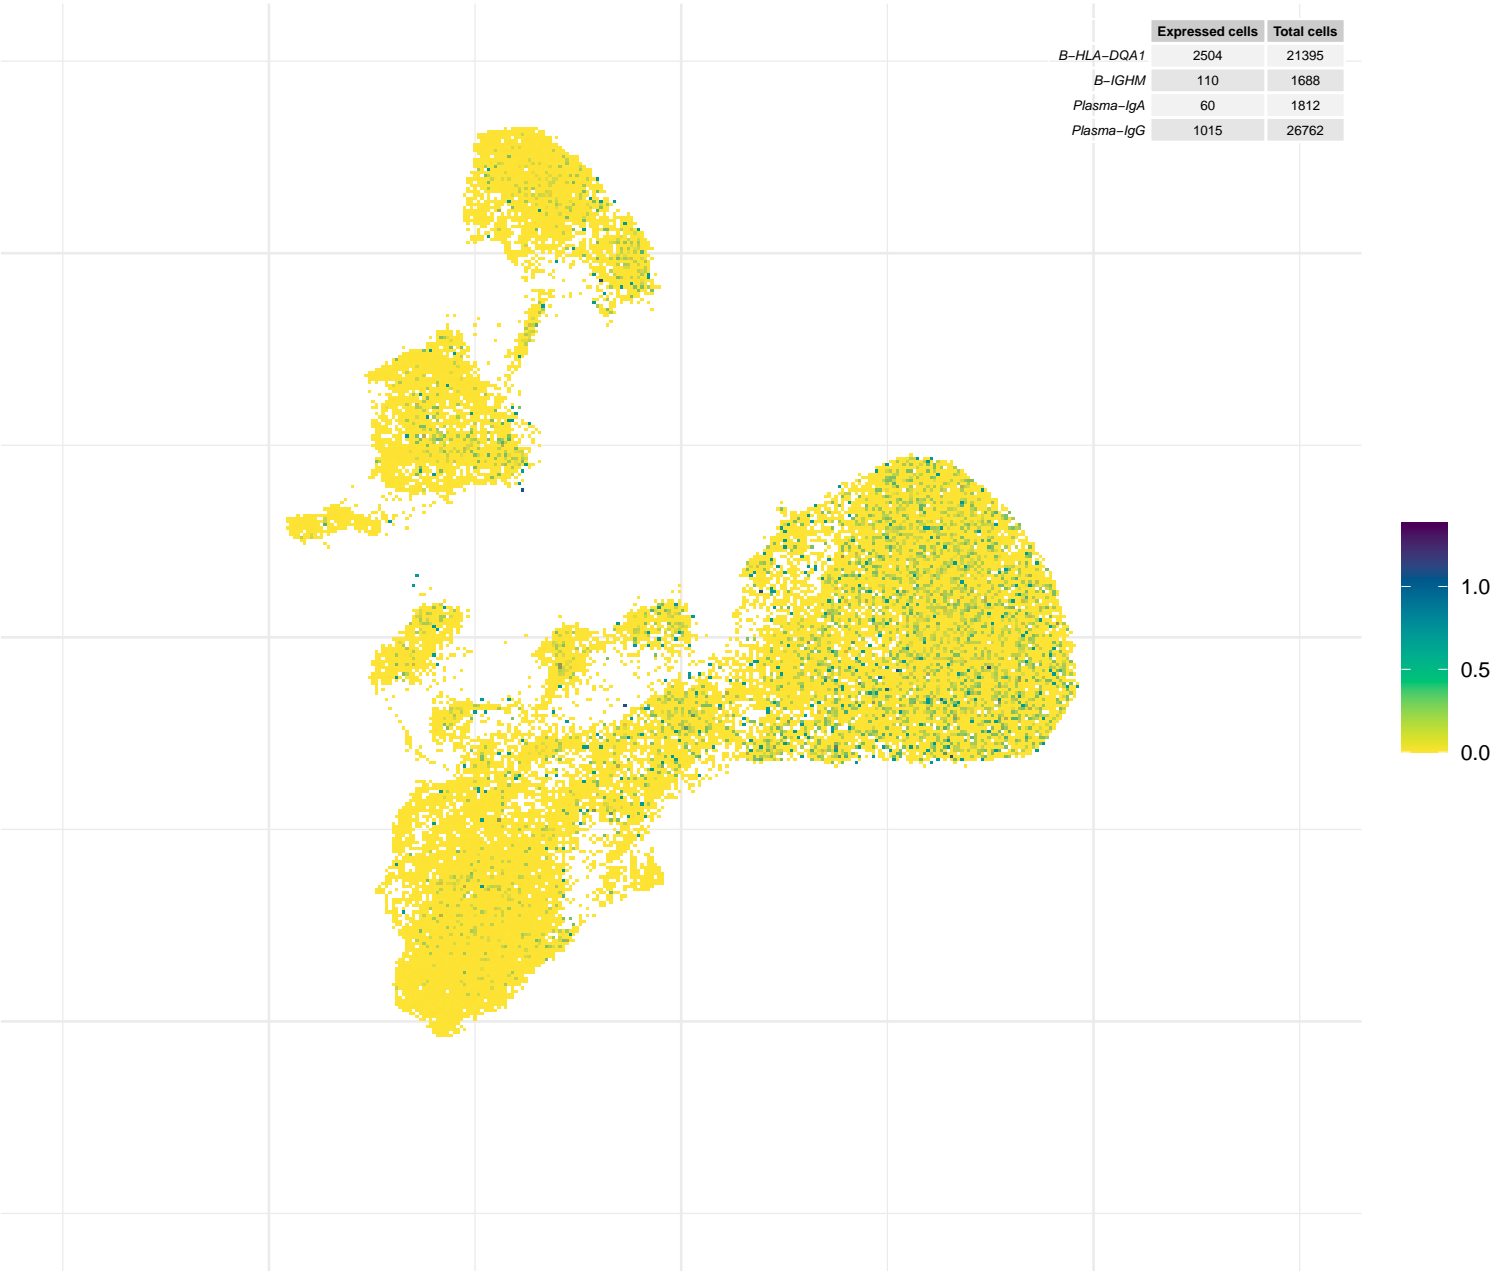 Expressed cells Total cells
B−HLA−DQA1 2504 21395
B−IGHM 110 1688
Plasma−IgA 60 1812
Plasma−IgG 1015 26762
1.0
0.5
0.0